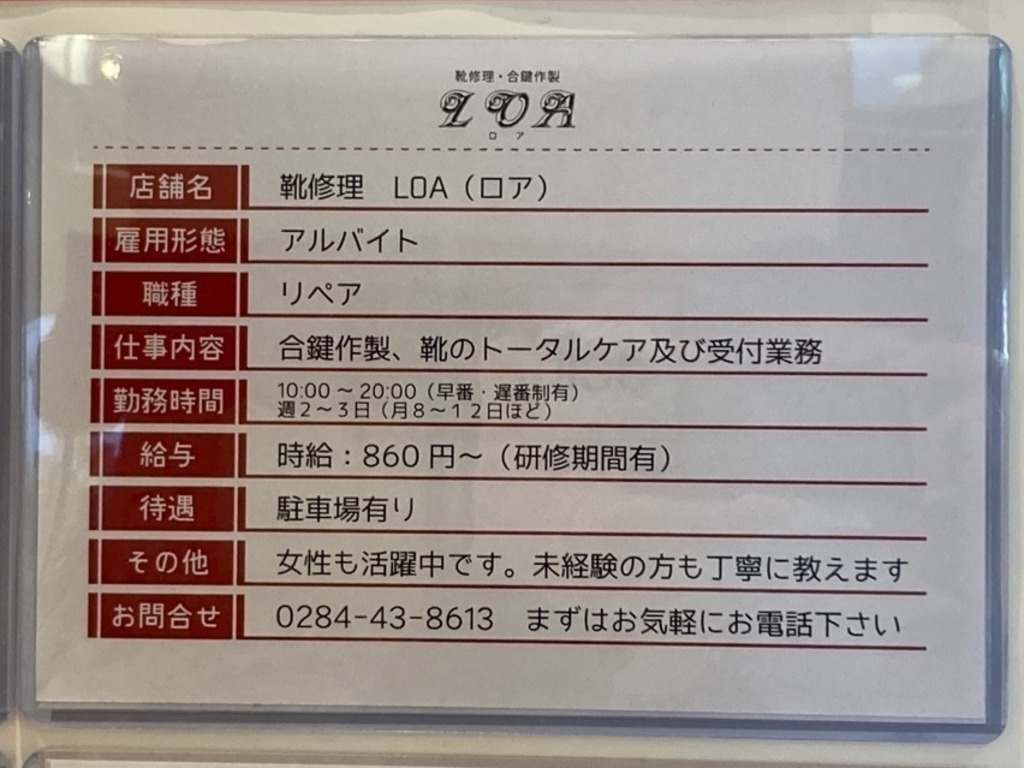 靴修理・合鍵作製
LOA
ロア
店舗名 靴修理 LOA（ロア）
雇用形態 アルバイト
職種 リペア
仕事内容 合鍵作製、靴のトータルケア及び受付業務
勤務時間 10:00～20:00（早番・遅番制有）
週２～３日（月８～１２日ほど）
給与 時給：860円～（研修期間有）
待遇 駐車場有り
その他 女性も活躍中です。未経験の方も丁寧に教えます
お問合せ 0284-43-8613 まずはお気軽にお電話下さい